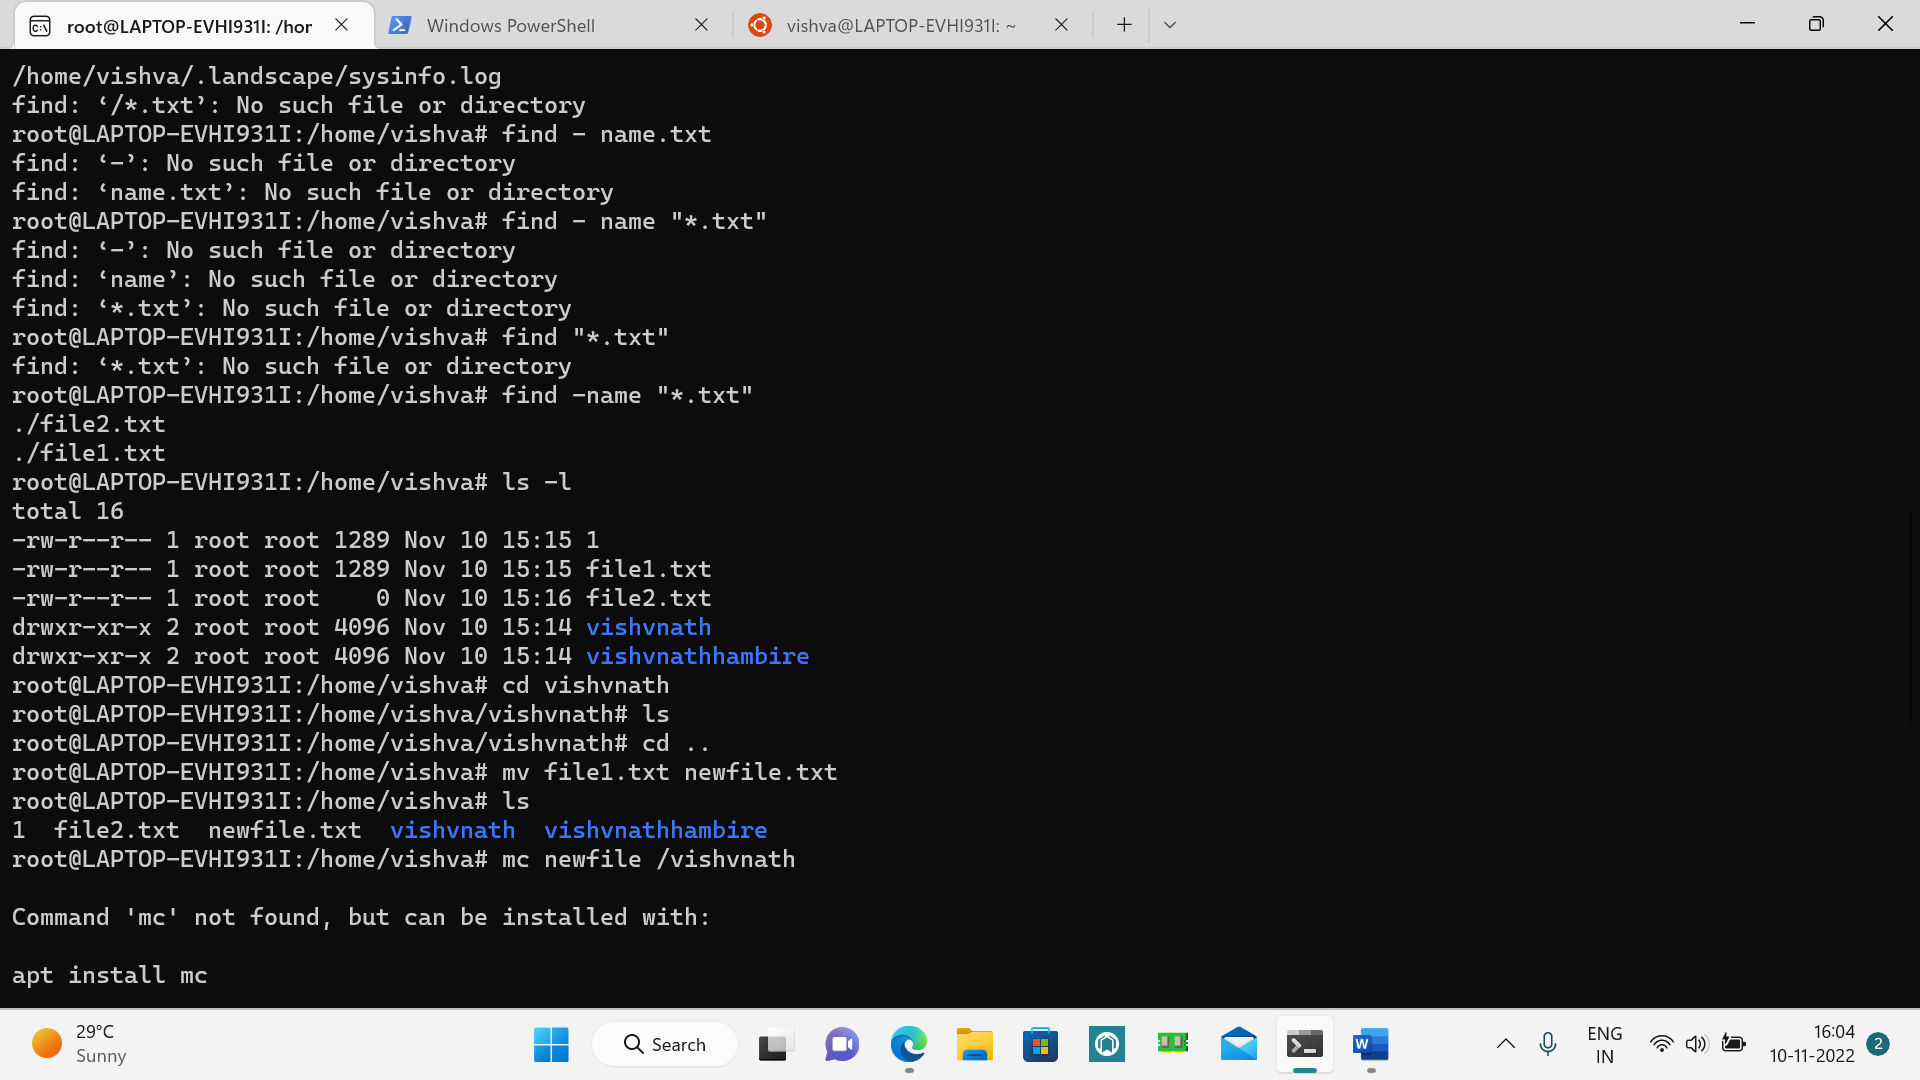 root@LAPTOP-EVHI931I: /hor
Windows PowerShell
vishva@LAPTOP-EVHI931I: ~
/home/vishva/.landscape/sysinfo.log
find: ‘/*.txt’: No such file or directory
root@LAPTOP-EVHI931I:/home/vishva# find - name.txt
find: ‘-’: No such file or directory
find: ‘name.txt’: No such file or directory
root@LAPTOP-EVHI931I:/home/vishva# find - name "*.txt"
find: ‘-’: No such file or directory
find: ‘name’: No such file or directory
find: ‘*.txt’: No such file or directory
root@LAPTOP-EVHI931I:/home/vishva# find "*.txt"
find: ‘*.txt’: No such file or directory
root@LAPTOP-EVHI931I:/home/vishva# find -name "*.txt"
./file2.txt
./file1.txt
root@LAPTOP-EVHI931I:/home/vishva# ls -l
total 16
-rw-r--r-- 1 root root 1289 Nov 10 15:15 1
-rw-r--r-- 1 root root 1289 Nov 10 15:15 file1.txt
-rw-r--r-- 1 root root    0 Nov 10 15:16 file2.txt
drwxr-xr-x 2 root root 4096 Nov 10 15:14 vishvnath
drwxr-xr-x 2 root root 4096 Nov 10 15:14 vishvnathhambire
root@LAPTOP-EVHI931I:/home/vishva# cd vishvnath
root@LAPTOP-EVHI931I:/home/vishva/vishvnath# ls
root@LAPTOP-EVHI931I:/home/vishva/vishvnath# cd ..
root@LAPTOP-EVHI931I:/home/vishva# mv file1.txt newfile.txt
root@LAPTOP-EVHI931I:/home/vishva# ls
1  file2.txt  newfile.txt  vishvnath  vishvnathhambire
root@LAPTOP-EVHI931I:/home/vishva# mc newfile /vishvnath
Command 'mc' not found, but can be installed with:
apt install mc
29°C
Sunny
Search
ENG
IN
16:04
10-11-2022
2